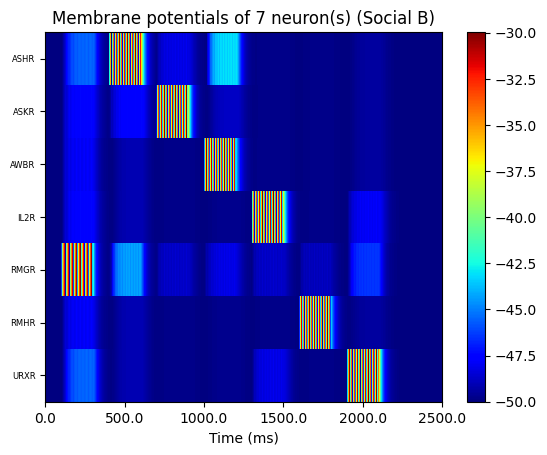 Membrane potentials of 7 neuron(s) (Social B)
ASHR
ASKR
AWBR
IL2R
RMGR
RMHR
URXR
0.0 500.0 1000.0 1500.0 2000.0 2500.0
Time (ms)
−30.0
−32.5
−35.0
−37.5
−40.0
−42.5
−45.0
−47.5
−50.0